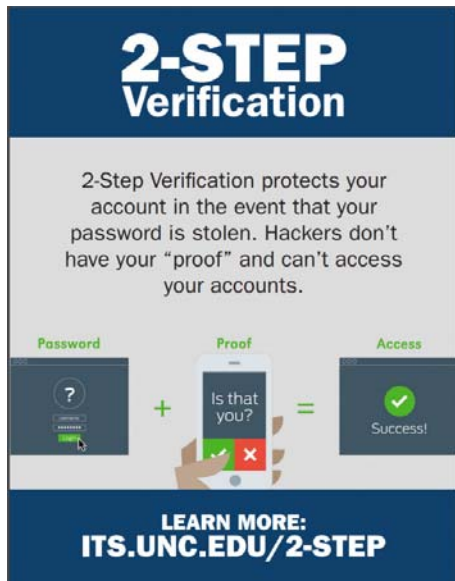 2-STEP
Verification
2-Step Verification protects your
account in the event that your
password is stolen. Hackers don't
have your “proof” and can't access
your accounts.
Password
Proof
Access
?
+
Is that
you?
=
Success!
LEARN MORE:
ITS.UNC.EDU/2-STEP